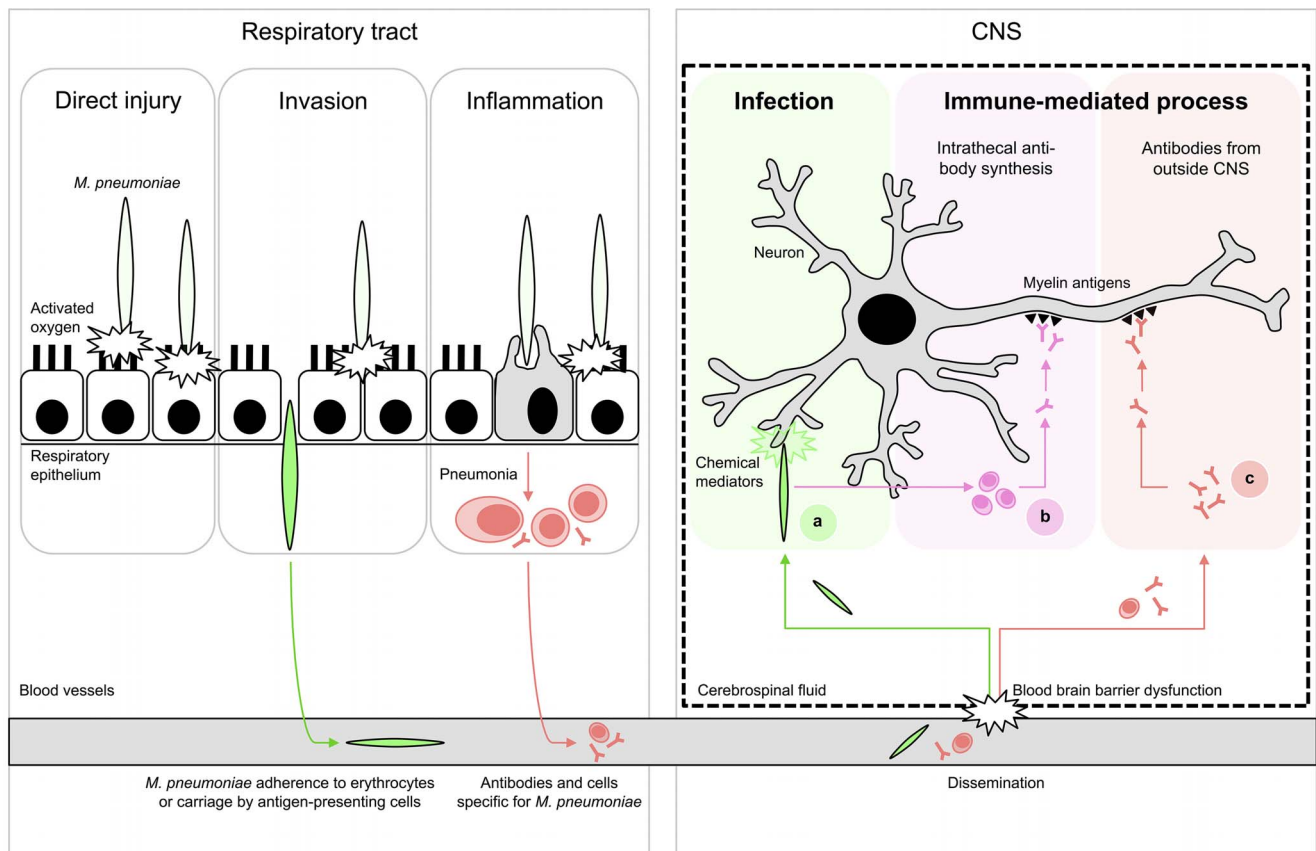 Respiratory tract
Direct injury
Invasion
Inflammation
M. pneumoniae
Activated
oxygen
Respiratory
epithelium
Pneumonia
Blood vessels
M. pneumoniae adherence to erythrocytes
or carriage by antigen-presenting cells
Antibodies and cells
specific for M. pneumoniae
CNS
Infection
Immune-mediated process
Intrathecal anti-
body synthesis
Antibodies from
outside CNS
Neuron
Myelin antigens
Chemical
mediators
a
b
c
Cerebrospinal fluid
Blood brain barrier dysfunction
Dissemination